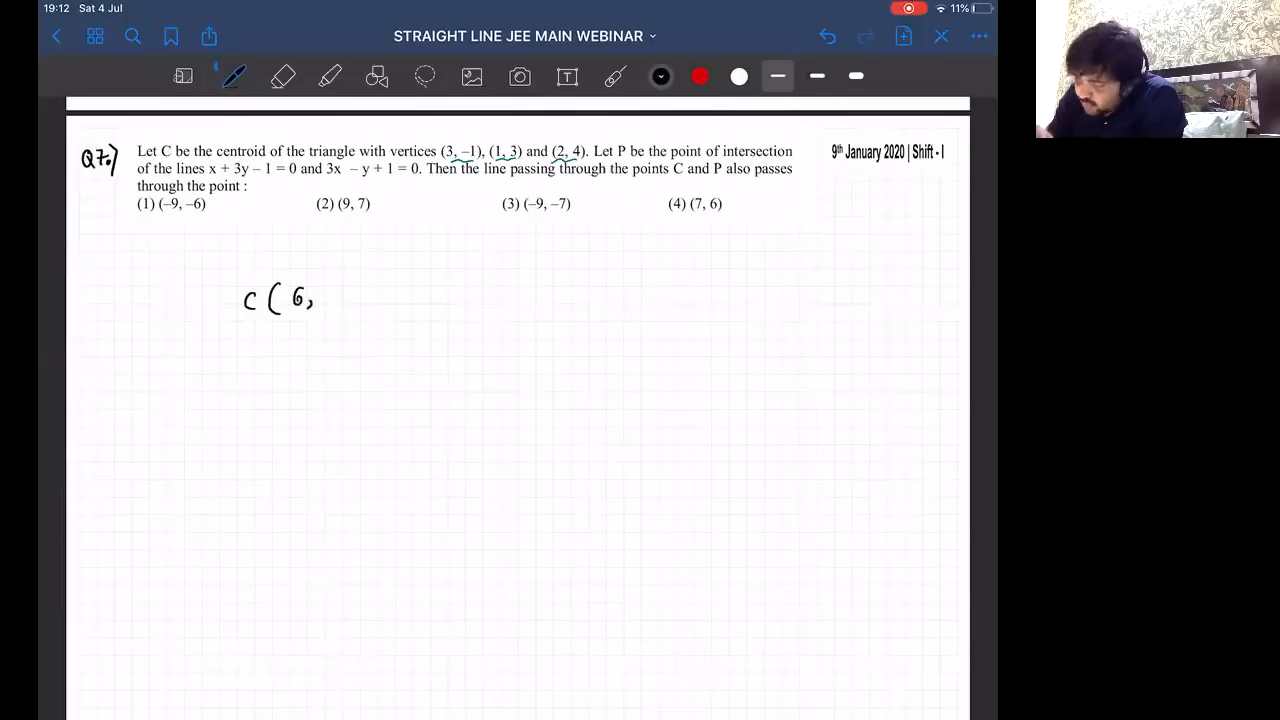 19:12 Sat 4 Jul
11%
STRAIGHT LINE JEE MAIN WEBINAR
Q70) Let C be the centroid of the triangle with vertices (3, –1), (1, 3) and (2, 4). Let P be the point of intersection
of the lines x + 3y – 1 = 0 and 3x – y + 1 = 0. Then the line passing through the points C and P also passes
through the point :
(1) (–9, –6) (2) (9, 7) (3) (–9, –7) (4) (7, 6)
9th January 2020 | Shift - I
C ( 6,